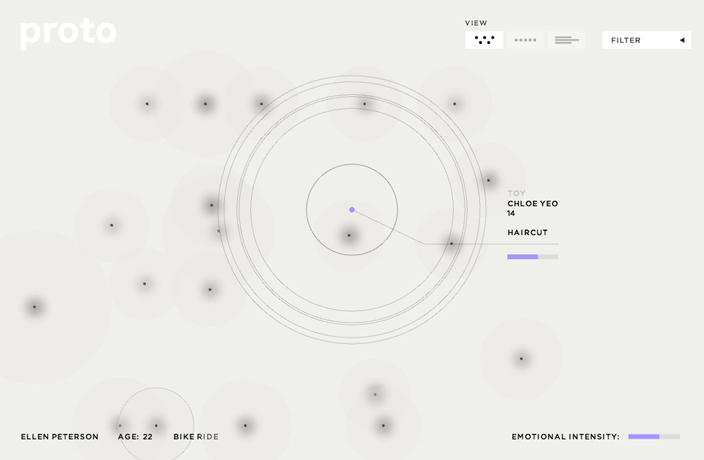 proto
VIEW
FILTER
TOY
CHLOE YEO
14
HAIRCUT
ELLEN PETERSON AGE: 22 BIKE RIDE
EMOTIONAL INTENSITY: